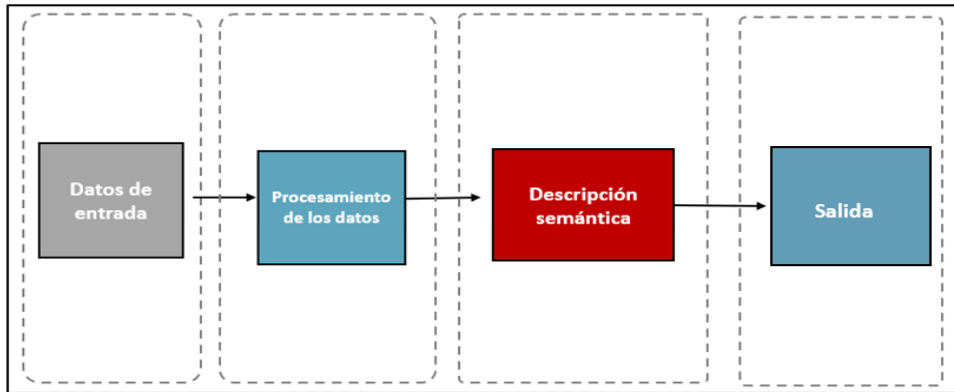 Datos de
entrada
Procesamiento
de los datos
Descripción
semántica
Salida